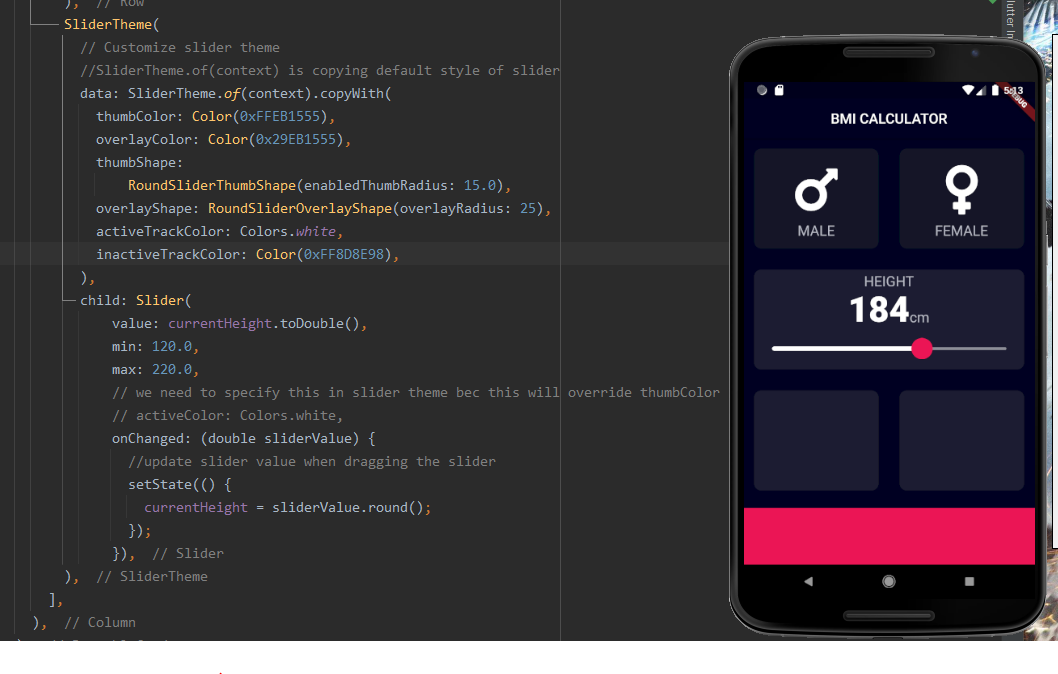 ), // Row
SliderTheme(
// Customize slider theme
//SliderTheme.of(context) is copying default style of slider
data: SliderTheme.of(context).copyWith(
thumbColor: Color(0xFFEB1555),
overlayColor: Color(0x29EB1555),
thumbShape:
RoundSliderThumbShape(enabledThumbRadius: 15.0),
overlayShape: RoundSliderOverlayShape(overlayRadius: 25),
activeTrackColor: Colors.white,
inactiveTrackColor: Color(0xFF8D8E98),
),
child: Slider(
value: currentHeight.toDouble(),
min: 120.0,
max: 220.0,
// we need to specify this in slider theme bec this will override thumbColor
// activeColor: Colors.white,
onChanged: (double sliderValue) {
//update slider value when dragging the slider
setState(() {
currentHeight = sliderValue.round();
});
}), // Slider
), // SliderTheme
],
), // Column
5:13
DEBUG
BMI CALCULATOR
MALE
FEMALE
HEIGHT
184cm